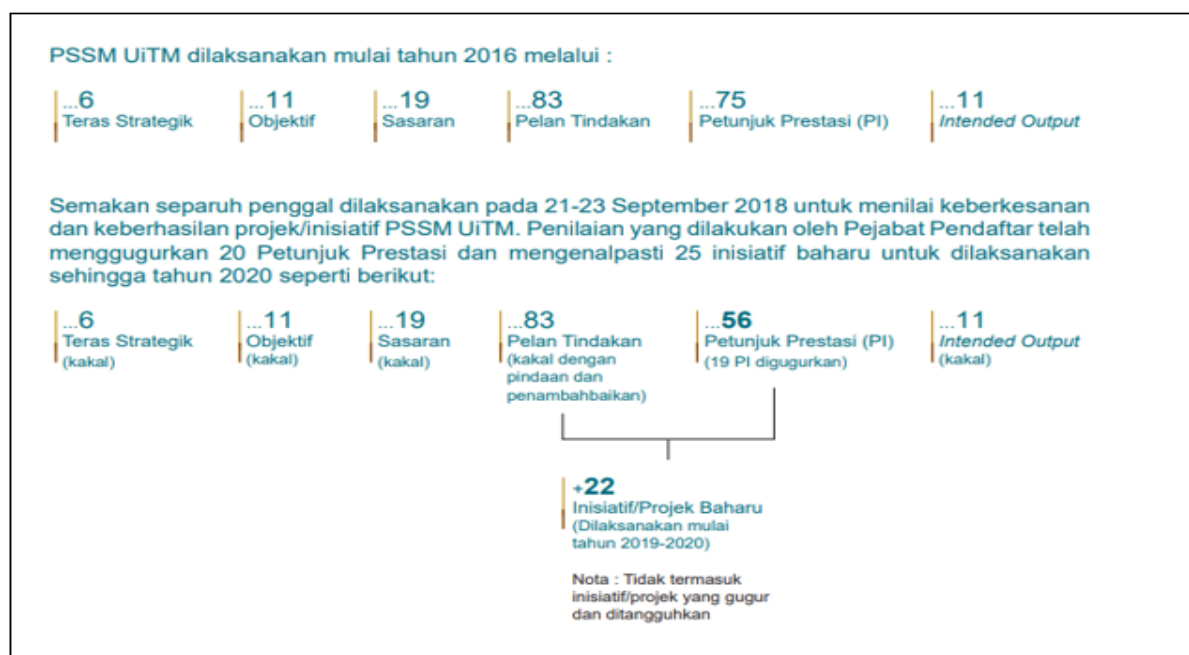 PSSM UiTM dilaksanakan mulai tahun 2016 melalui :
...6 ...11 ...19 ...83 ...75 ...11
Teras Strategik Objektif Sasaran Pelan Tindakan Petunjuk Prestasi (PI) Intended Output
Semakan separuh penggal dilaksanakan pada 21-23 September 2018 untuk menilai keberkesanan
dan keberhasilan projek/inisiatif PSSM UiTM. Penilaian yang dilakukan oleh Pejabat Pendaftar telah
menggugurkan 20 Petunjuk Prestasi dan mengenalpasti 25 inisiatif baharu untuk dilaksanakan
sehingga tahun 2020 seperti berikut:
...6 ...11 ...19 ...83 ...56 ...11
Teras Strategik Objektif Sasaran Pelan Tindakan Petunjuk Prestasi (PI) Intended Output
(kakal) (kakal) (kakal) (kakal dengan (19 PI digugurkan) (kakal)
pindaan dan
penambahbaikan)
+22
Inisiatif/Projek Baharu
(Dilaksanakan mulai
tahun 2019-2020)
Nota : Tidak termasuk
inisiatif/projek yang gugur
dan ditangguhkan